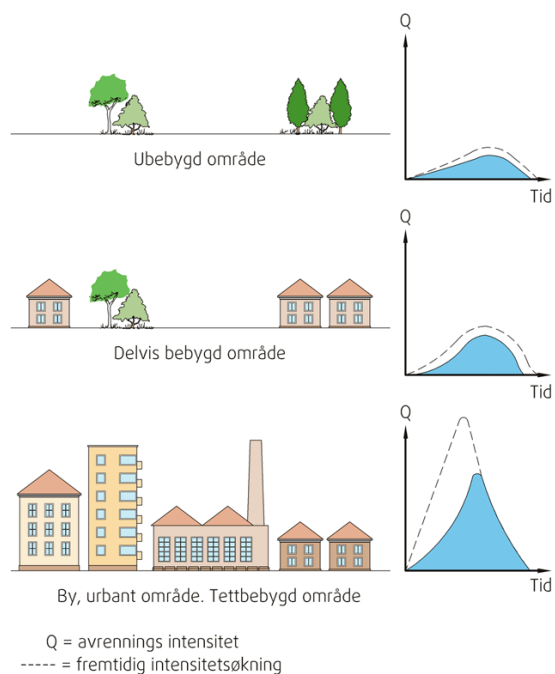 Q
Ubebygd område
Tid
Q
Delvis bebygd område
Tid
Q
By, urbant område. Tettbebygd område
Tid
Q = avrennings intensitet
----- = fremtidig intensitetsøkning